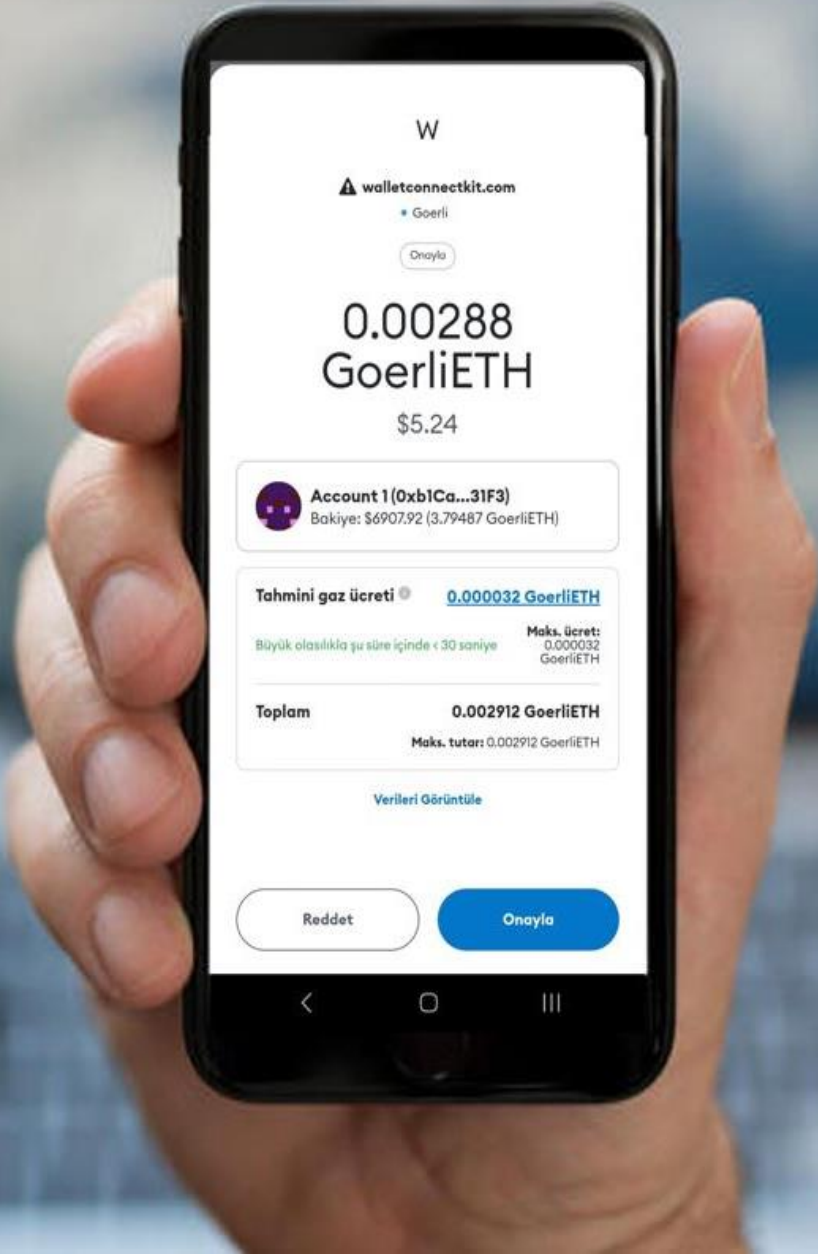 W
walletconnectkit.com
Goerli
Onayla
0.00288
GoerliETH
$5.24
Account 1 (0xb1Ca...31F3)
Bakiye: $6907.92 (3.79487 GoerliETH)
Tahmini gaz ücreti 0.000032 GoerliETH
Büyük olasılıkla şu süre içinde < 30 saniye
Maks. ücret:
0.000032
GoerliETH
Toplam 0.002912 GoerliETH
Maks. tutar: 0.002912 GoerliETH
Verileri Görüntüle
Reddet Onayla